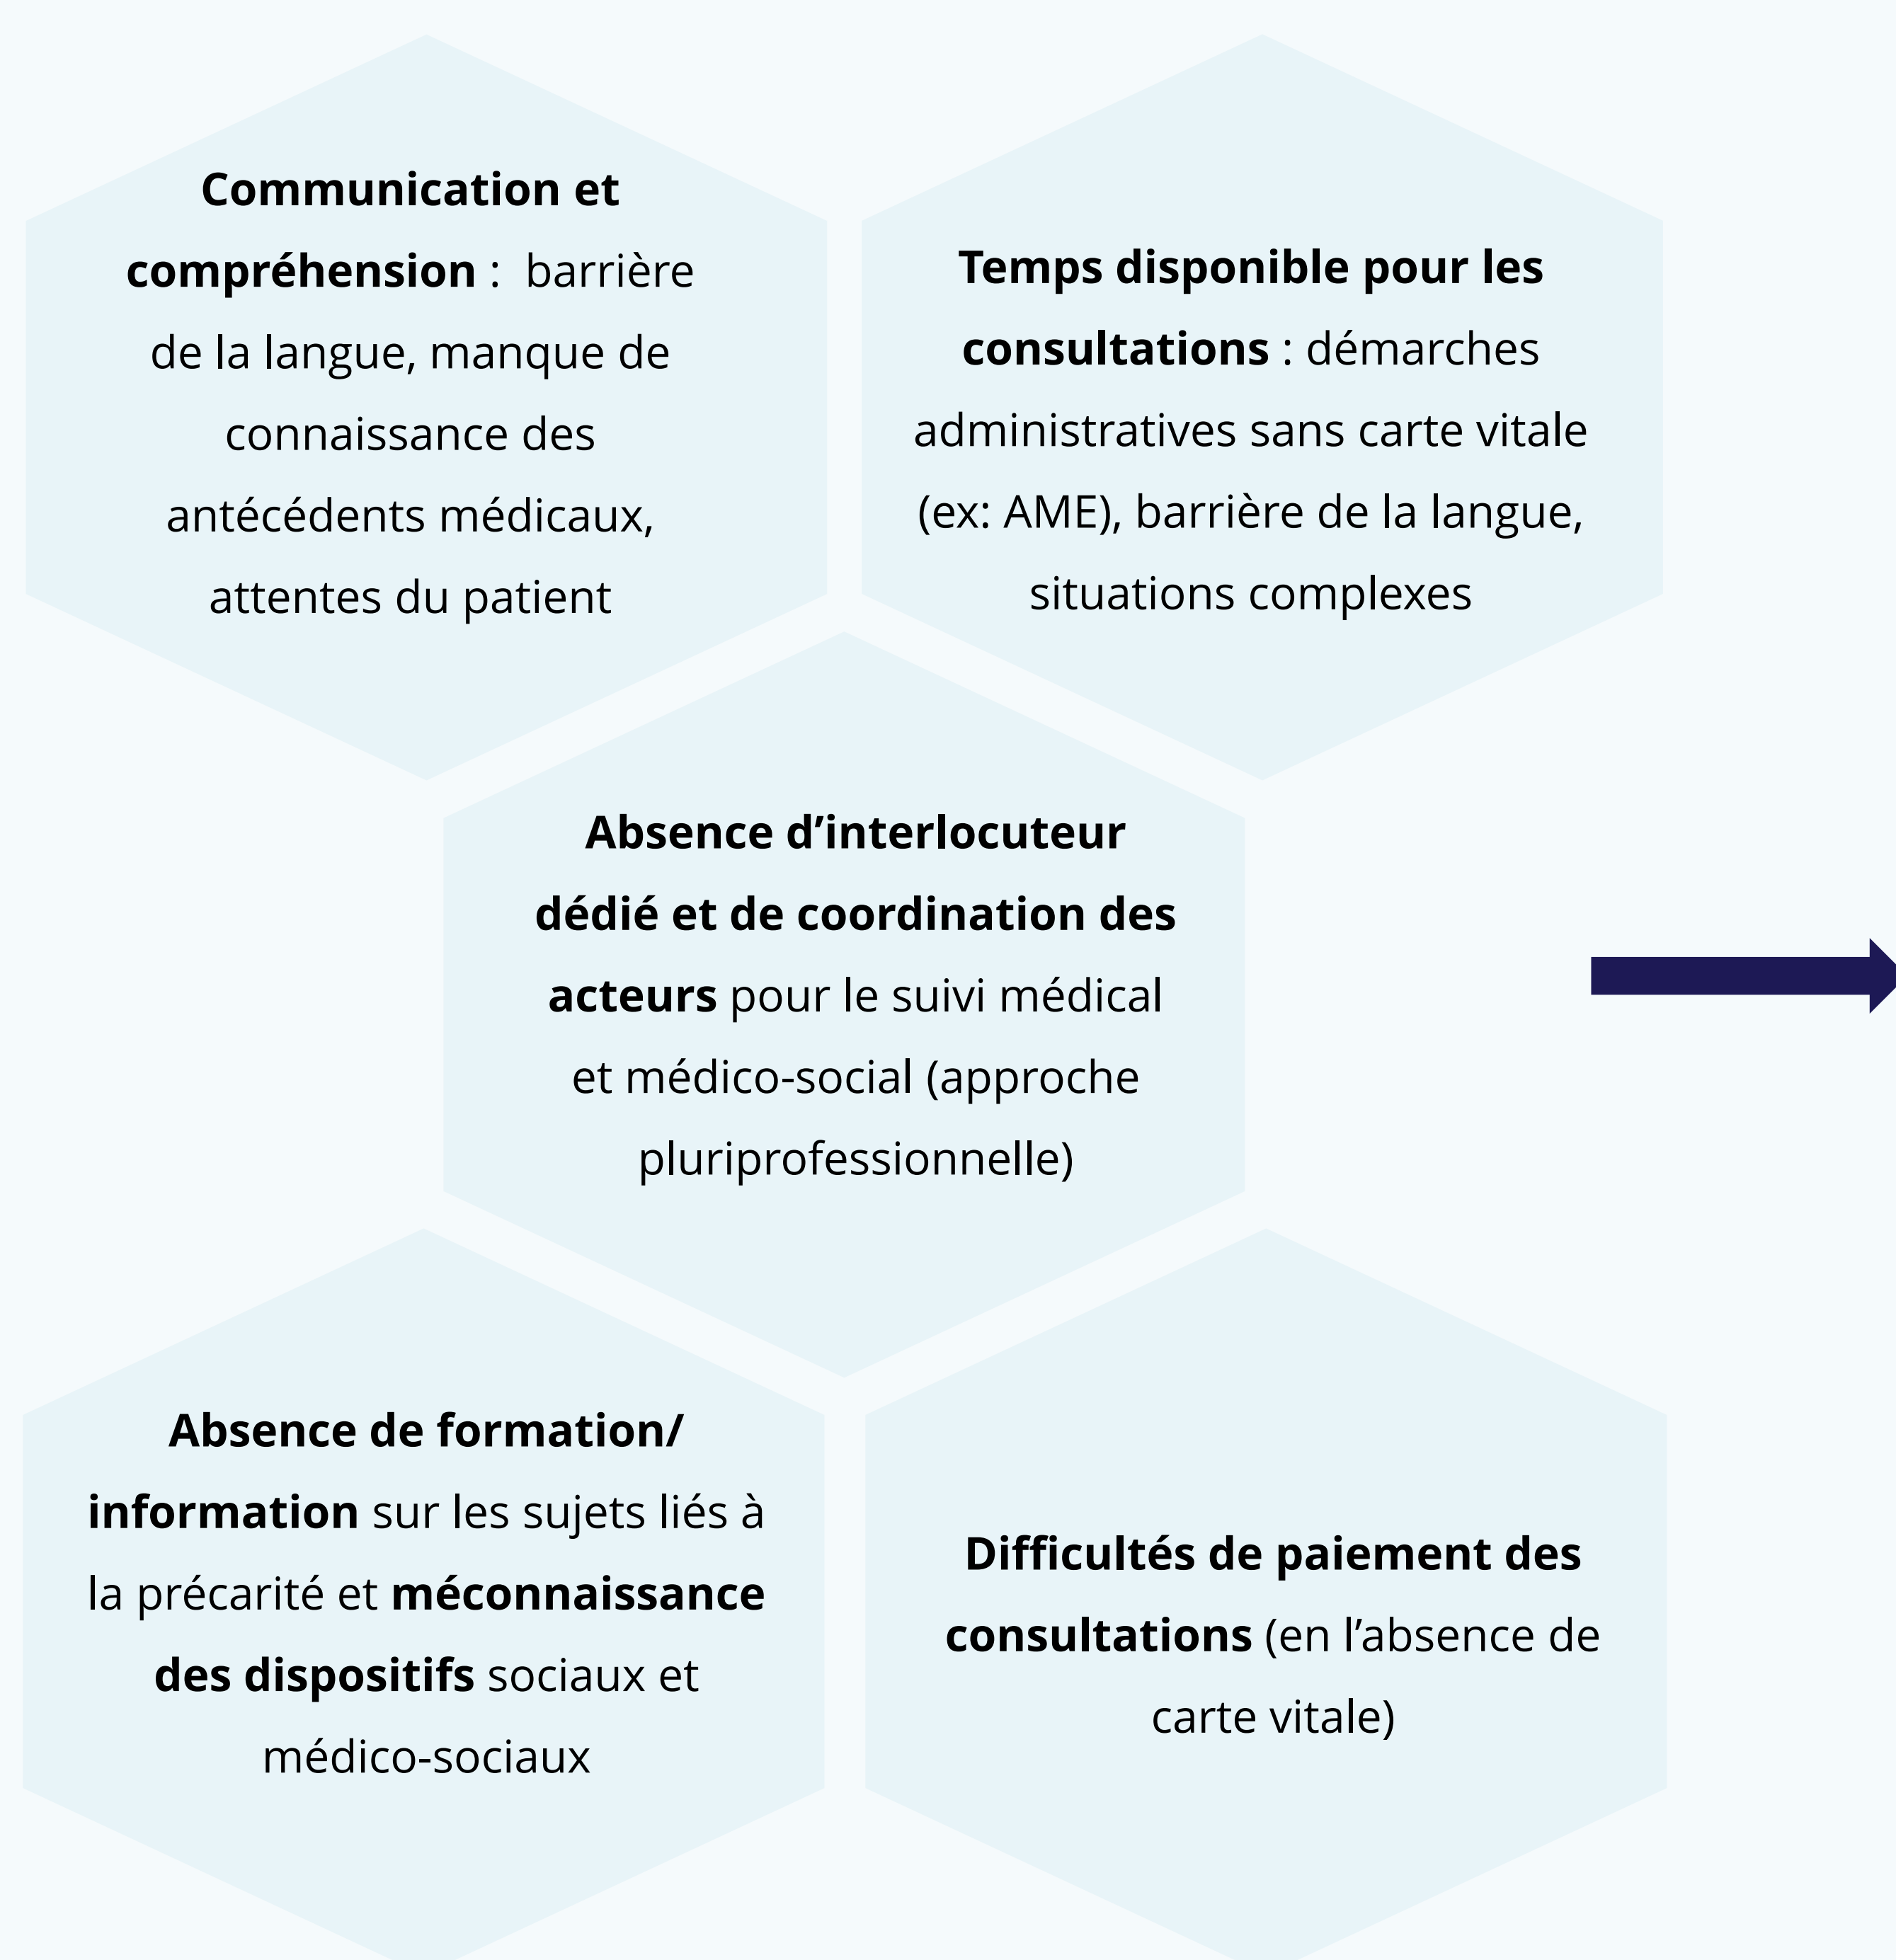 Communication et
compréhension :  barrière
de la langue, manque de
connaissance des
antécédents médicaux,
attentes du patient
Temps disponible pour les
consultations : démarches
administratives sans carte vitale
(ex: AME), barrière de la langue,
situations complexes
Absence d’interlocuteur
dédié et de coordination des
acteurs pour le suivi médical
et médico-social (approche
pluriprofessionnelle)
Absence de formation/
information sur les sujets liés à
la précarité et méconnaissance
des dispositifs sociaux et
médico-sociaux
Difficultés de paiement des
consultations (en l’absence de
carte vitale)